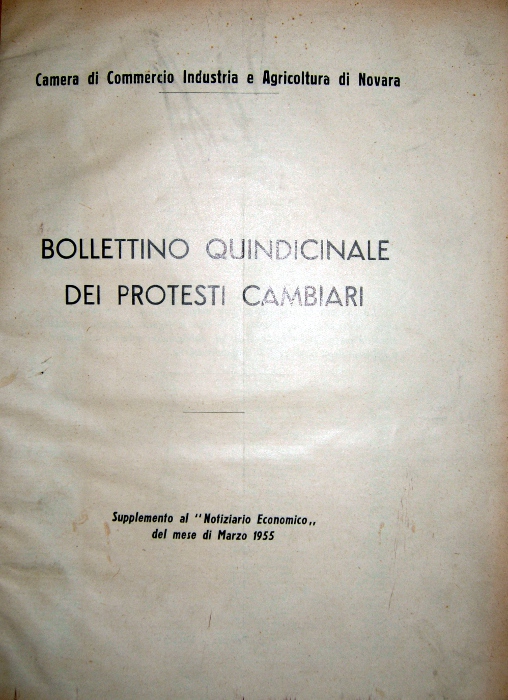 Camera di Commercio Industria e Agricoltura di Novara
BOLLETTINO QUINDICINALE
DEI PROTESTI CAMBIARI
Supplemento al "Notiziario Economico„
del mese di Marzo 1955